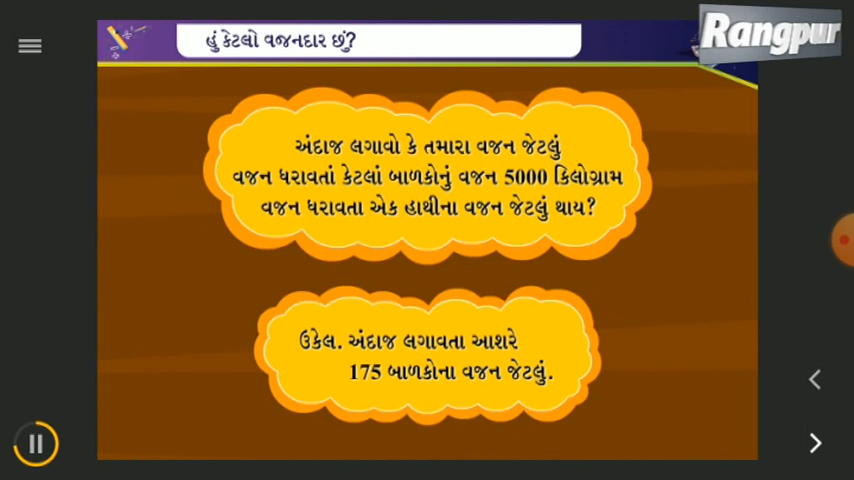 હું કેટલો વજનદાર છું?
Rangpur
અંદાજ લગાવો કે તમારા વજન જેટલું
વજન ધરાવતાં કેટલાં બાળકોનું વજન 5000 કિલોગ્રામ
વજન ધરાવતા એક હાથીના વજન જેટલું થાય?
ઉકેલ. અંદાજ લગાવતા આશરે
175 બાળકોના વજન જેટલું.